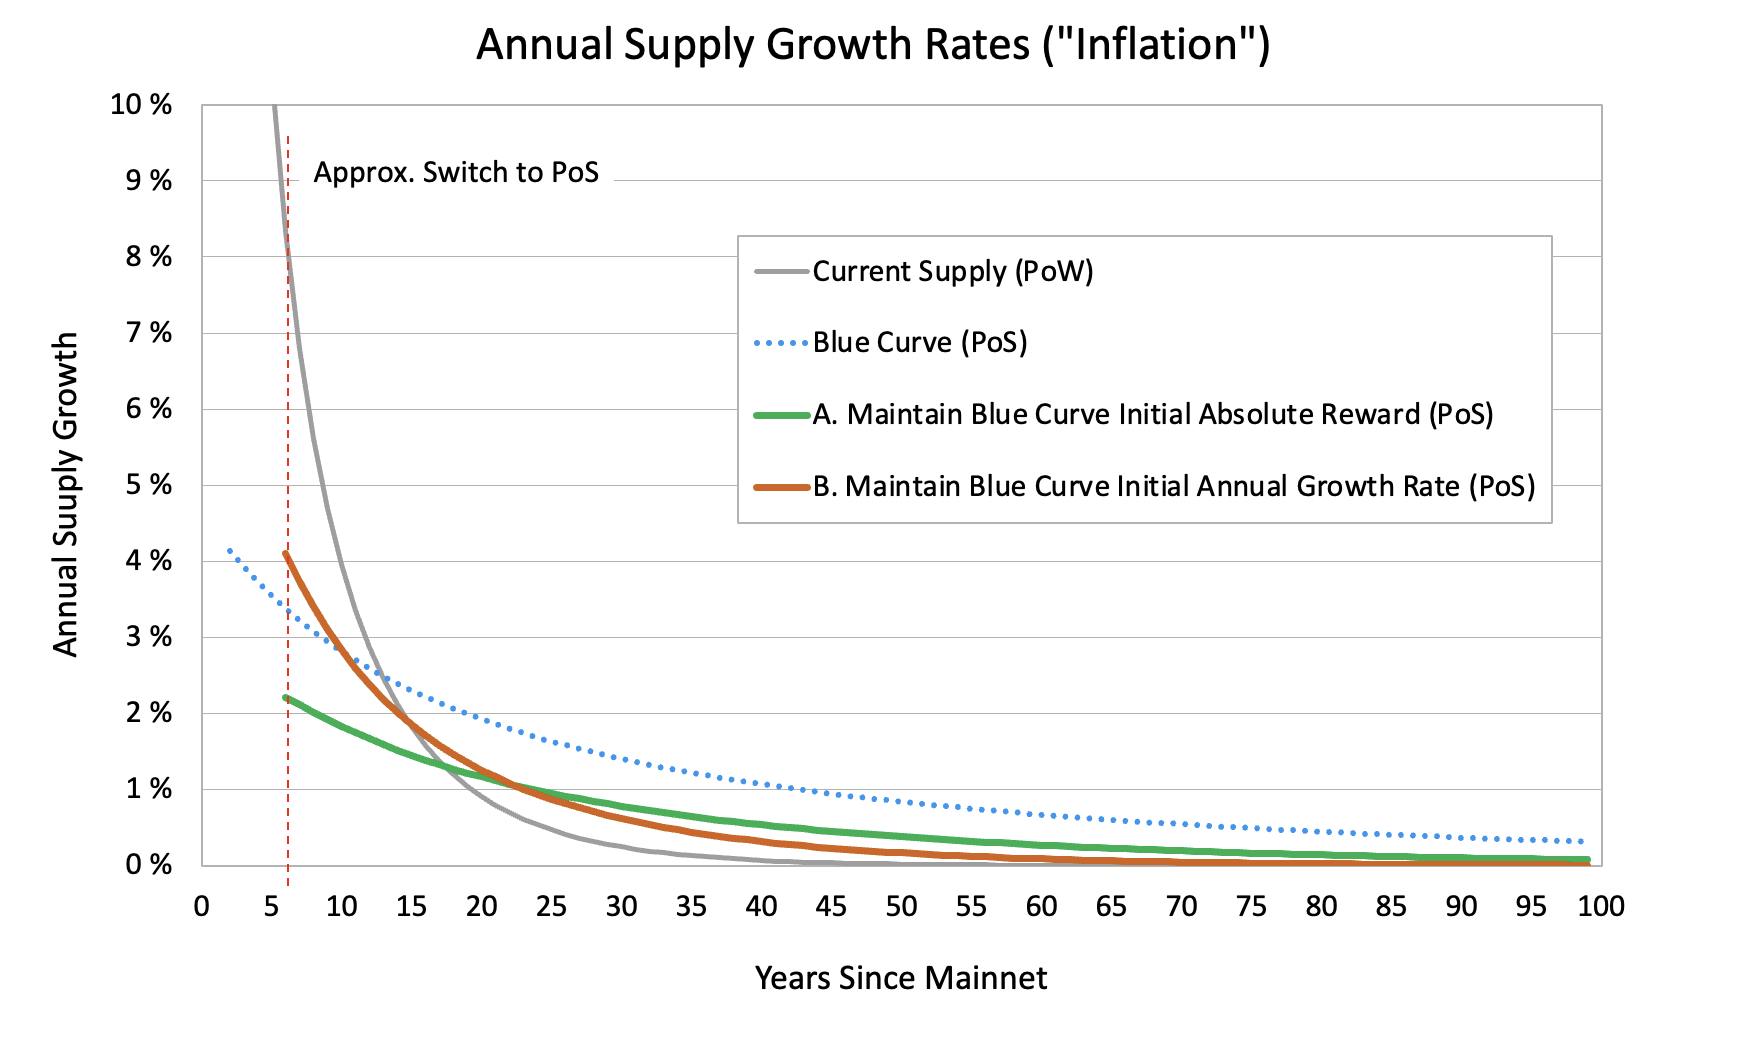 Annual Supply Growth Rates ("Inflation")
10 %
9 %
8 %
7 %
6 %
5 %
4 %
3 %
2 %
1 %
0 %
Annual Supply Growth
Approx. Switch to PoS
Current Supply (PoW)
Blue Curve (PoS)
A. Maintain Blue Curve Initial Absolute Reward (PoS)
B. Maintain Blue Curve Initial Annual Growth Rate (PoS)
0 5 10 15 20 25 30 35 40 45 50 55 60 65 70 75 80 85 90 95 100
Years Since Mainnet